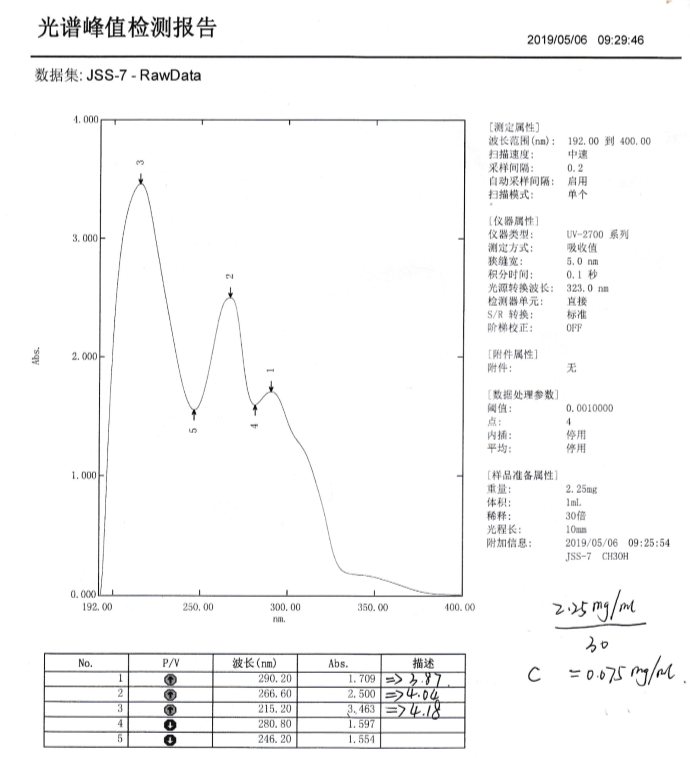 光谱峰值检测报告
2019/05/06 09:29:46
数据集: JSS-7 - RawData
4.000
3.000
2.000
1.000
0.000
Abs.
3
2
1
5
4
192.00 250.00 300.00 350.00 400.00
nm.
[测定属性]
波长范围(nm): 192.00 到 400.00
扫描速度: 中速
采样间隔: 0.2
自动采样间隔: 启用
扫描模式: 单个
[仪器属性]
仪器类型: UV-2700 系列
测定方式: 吸收值
狭缝宽: 5.0 nm
积分时间: 0.1 秒
光源转换波长: 323.0 nm
检测器单元: 直接
S/R 转换: 标准
阶梯校正: OFF
[附件属性]
附件: 无
[数据处理参数]
阈值: 0.0010000
点: 4
内插: 停用
平均: 停用
[样品准备属性]
重量: 2.25mg
体积: 1mL
稀释: 30倍
光程长: 10mm
附加信息: 2019/05/06 09:25:54
JSS-7 CH3OH
2.25 mg/ml
30
C = 0.075 mg/ml.
No. P/V 波长(nm) Abs. 描述
1 290.20 1.709 => 3.87
2 266.60 2.500 => 4.04
3 215.20 3.463 => 4.18
4 280.80 1.597
5 246.20 1.554